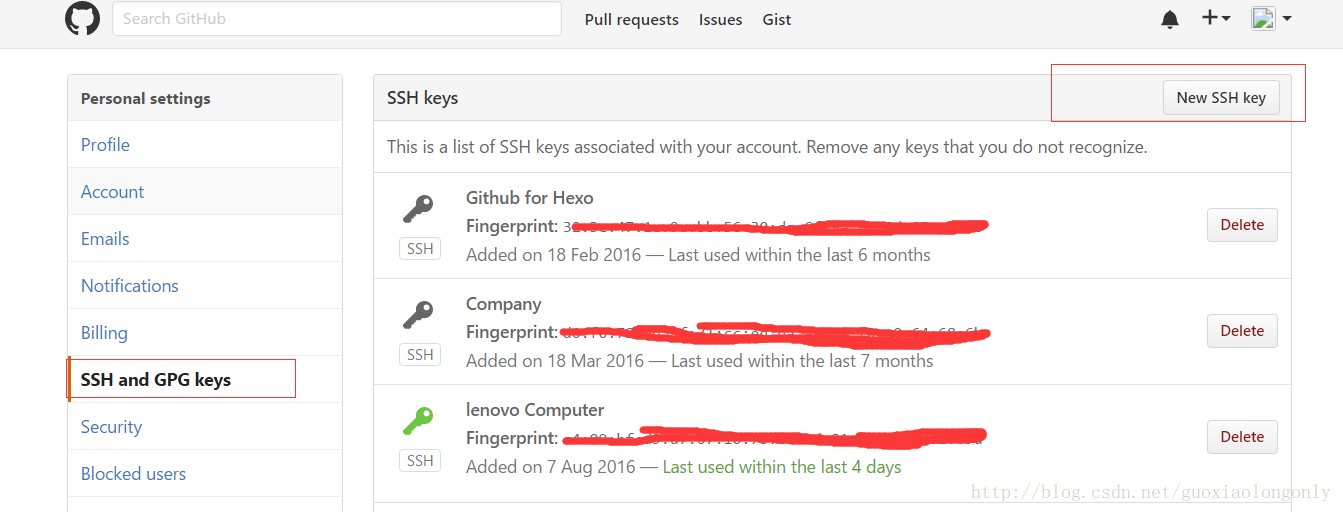 Search GitHub Pull requests Issues Gist
Personal settings
Profile
Account
Emails
Notifications
Billing
SSH and GPG keys
Security
Blocked users
SSH keys New SSH key
This is a list of SSH keys associated with your account. Remove any keys that you do not recognize.
Github for Hexo
Fingerprint:
SSH
Added on 18 Feb 2016 — Last used within the last 6 months
Delete
Company
Fingerprint:
SSH
Added on 18 Mar 2016 — Last used within the last 7 months
Delete
lenovo Computer
Fingerprint:
SSH
Added on 7 Aug 2016 — Last used within the last 4 days
Delete
http://blog.csdn.net/guoxiaolongonly